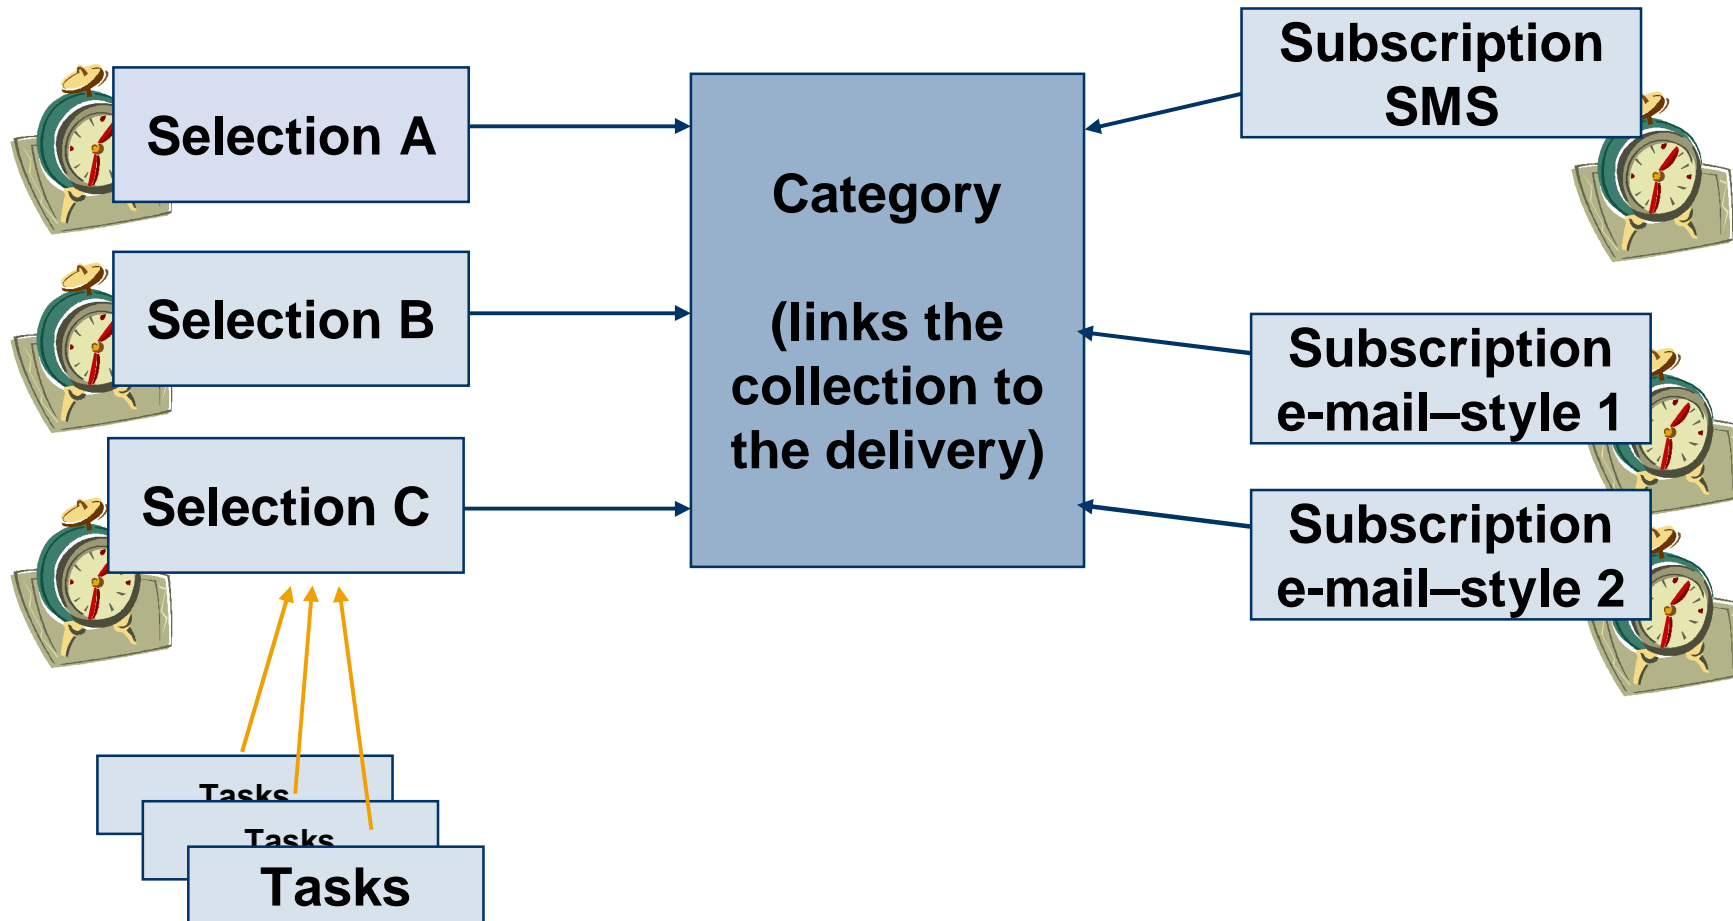 Selection A
Selection B
Selection C
Tasks
Tasks
Tasks
Category
(links the
collection to
the delivery)
Subscription
SMS
Subscription
e-mail–style 1
Subscription
e-mail–style 2